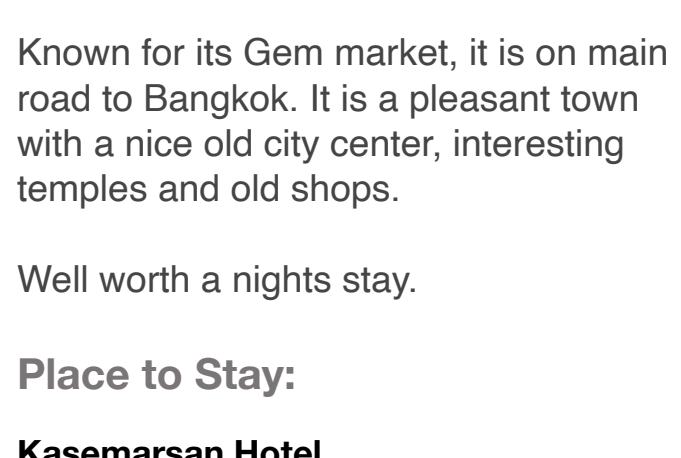 Known for its Gem market, it is on main
road to Bangkok. It is a pleasant town
with a nice old city center, interesting
temples and old shops.
Well worth a nights stay.
Place to Stay:
Kasemarsan Hotel